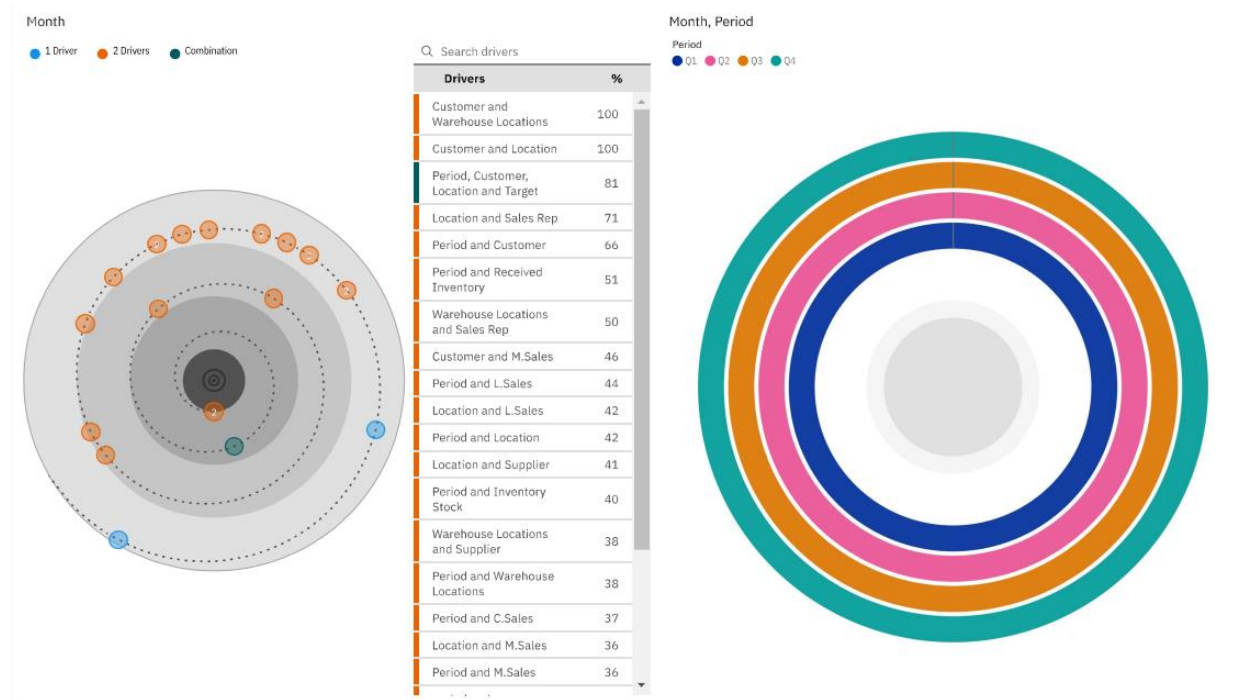 Month
1 Driver
2 Drivers
Combination
2
Search drivers
Drivers %
Customer and
Warehouse Locations 100
Customer and Location 100
Period, Customer,
Location and Target 81
Location and Sales Rep 71
Period and Customer 66
Period and Received
Inventory 51
Warehouse Locations
and Sales Rep 50
Customer and M.Sales 46
Period and L.Sales 44
Location and L.Sales 42
Period and Location 42
Location and Supplier 41
Period and Inventory
Stock 40
Warehouse Locations
and Supplier 38
Period and Warehouse
Locations 38
Period and C.Sales 37
Location and M.Sales 36
Period and M.Sales 36
Month, Period
Period
Q1 Q2 Q3 Q4